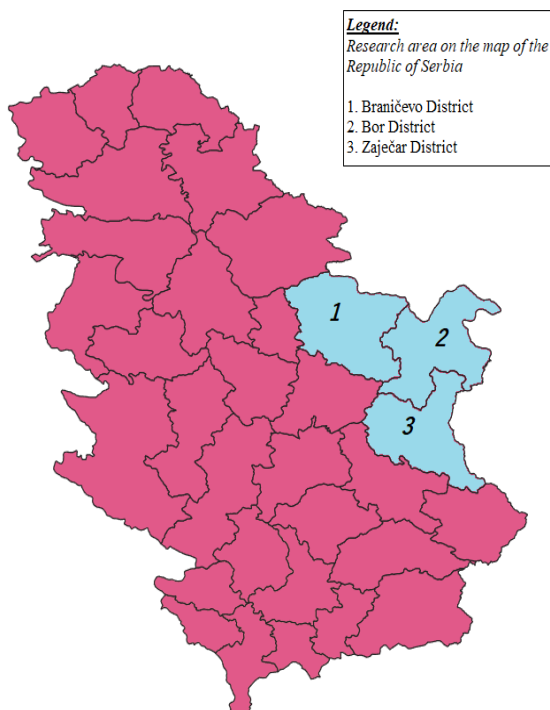 Legend:
Research area on the map of the
Republic of Serbia
1. Braničevo District
2. Bor District
3. Zaječar District
1
2
3